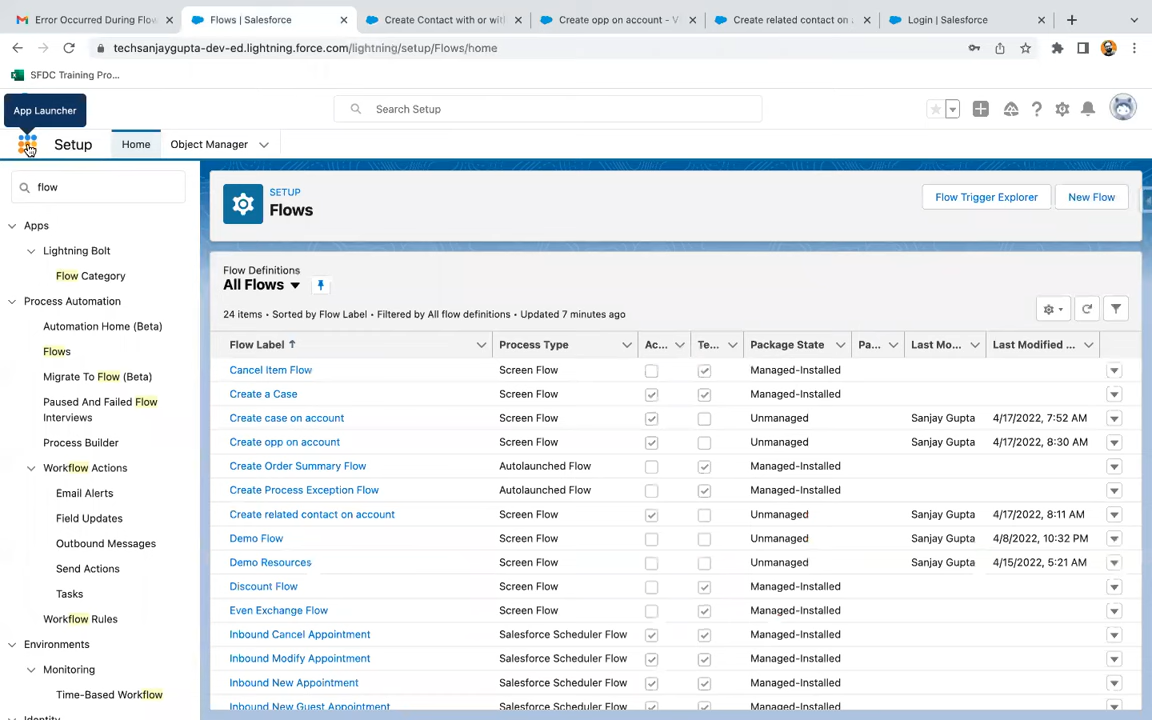 Error Occurred During Flow
Flows | Salesforce
Create Contact with or wit
Create opp on account - V
Create related contact on a
Login | Salesforce
techsanjaygupta-dev-ed.lightning.force.com/lightning/setup/Flows/home
SFDC Training Pro...
App Launcher
Search Setup
Setup
Home
Object Manager
flow
Apps
Lightning Bolt
Flow Category
Process Automation
Automation Home (Beta)
Flows
Migrate To Flow (Beta)
Paused And Failed Flow
Interviews
Process Builder
Workflow Actions
Email Alerts
Field Updates
Outbound Messages
Send Actions
Tasks
Workflow Rules
Environments
Monitoring
Time-Based Workflow
Identity
SETUP
Flows
Flow Trigger Explorer
New Flow
Flow Definitions
All Flows
24 items • Sorted by Flow Label • Filtered by All flow definitions • Updated 7 minutes ago
Flow Label Process Type Ac... Te... Package State Pa... Last Mo... Last Modified ...
Cancel Item Flow Screen Flow Managed-Installed
Create a Case Screen Flow Managed-Installed
Create case on account Screen Flow Unmanaged Sanjay Gupta 4/17/2022, 7:52 AM
Create opp on account Screen Flow Unmanaged Sanjay Gupta 4/17/2022, 8:30 AM
Create Order Summary Flow Autolaunched Flow Managed-Installed
Create Process Exception Flow Autolaunched Flow Managed-Installed
Create related contact on account Screen Flow Unmanaged Sanjay Gupta 4/17/2022, 8:11 AM
Demo Flow Screen Flow Unmanaged Sanjay Gupta 4/8/2022, 10:32 PM
Demo Resources Screen Flow Unmanaged Sanjay Gupta 4/15/2022, 5:21 AM
Discount Flow Screen Flow Managed-Installed
Even Exchange Flow Screen Flow Managed-Installed
Inbound Cancel Appointment Salesforce Scheduler Flow Managed-Installed
Inbound Modify Appointment Salesforce Scheduler Flow Managed-Installed
Inbound New Appointment Salesforce Scheduler Flow Managed-Installed
Inbound New Guest Appointment Salesforce Scheduler Flow Managed-Installed